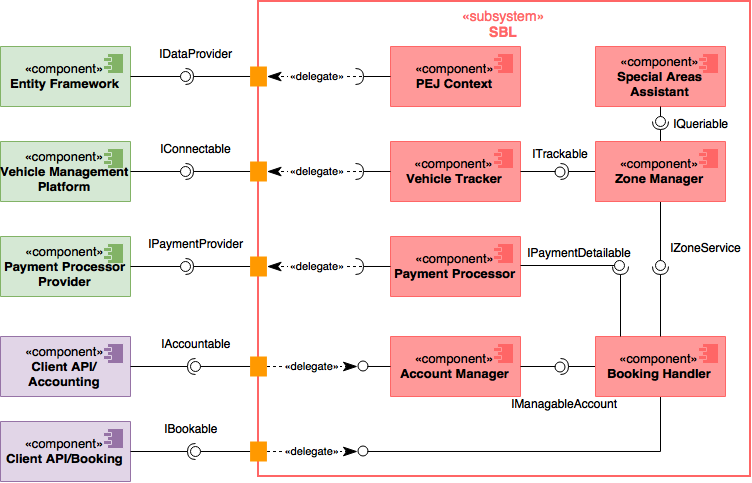 «subsystem»
SBL
«component»
Entity Framework
IDataProvider
«delegate»
«component»
PEJ Context
«component»
Special Areas
Assistant
IQueriable
«component»
Vehicle Management
Platform
IConnectable
«delegate»
«component»
Vehicle Tracker
ITrackable
«component»
Zone Manager
«component»
Payment Processor
Provider
IPaymentProvider
«delegate»
«component»
Payment Processor
IPaymentDetailable
IZoneService
«component»
Client API/
Accounting
IAccountable
«delegate»
«component»
Account Manager
IManagableAccount
«component»
Booking Handler
«component»
Client API/Booking
IBookable
«delegate»